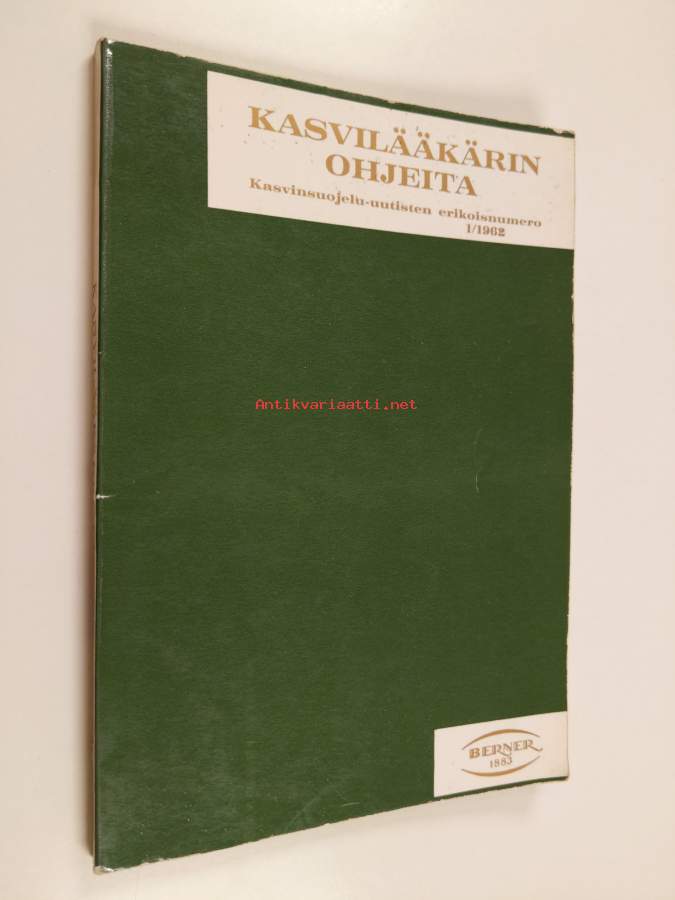 KASVILÄÄKÄRIN
OHJEITA
Kasvinsuojelu-uutisten erikoisnumero
1/1962
Antikvariaatti.net
BERNER
1883